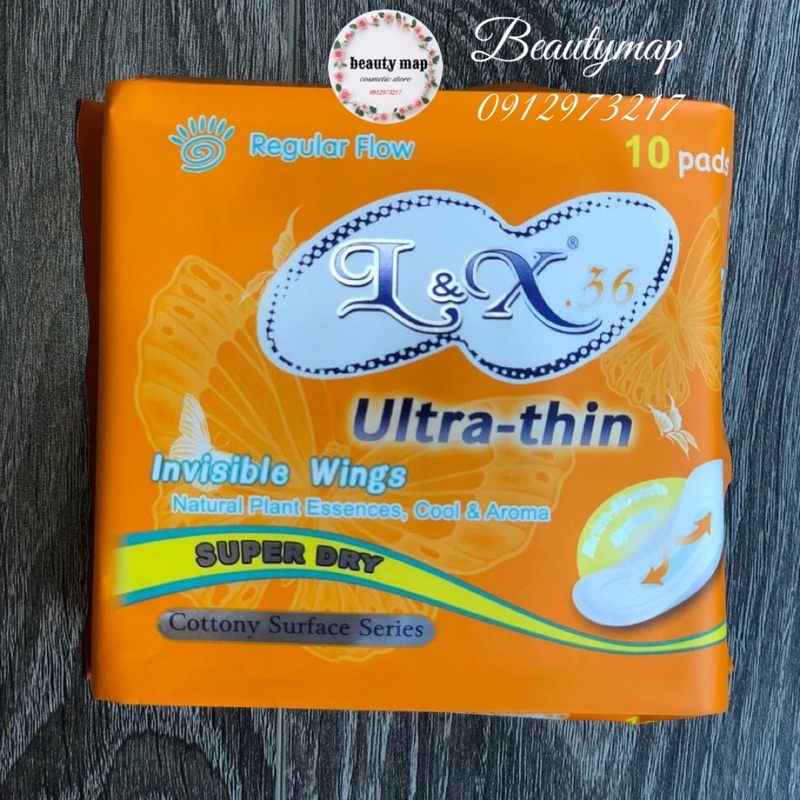 beauty map
cosmetic store
0912973217
Beautymap
0912973217
Regular Flow
10 pads
L&X®.36
Ultra-thin
Invisible Wings
Natural Plant Essences, Cool & Aroma
SUPER DRY
Cottony Surface Series